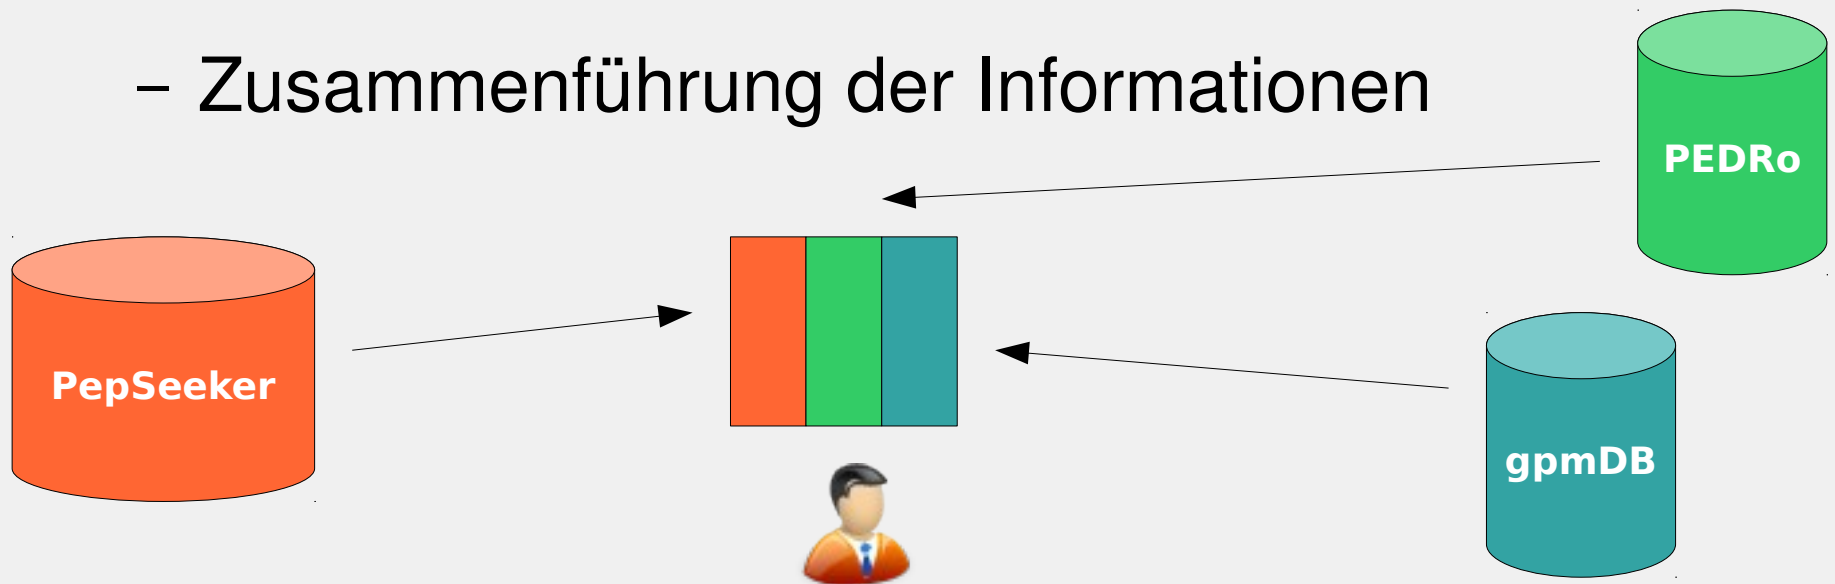 – Zusammenführung der Informationen
PEDRo
PepSeeker
gpmDB